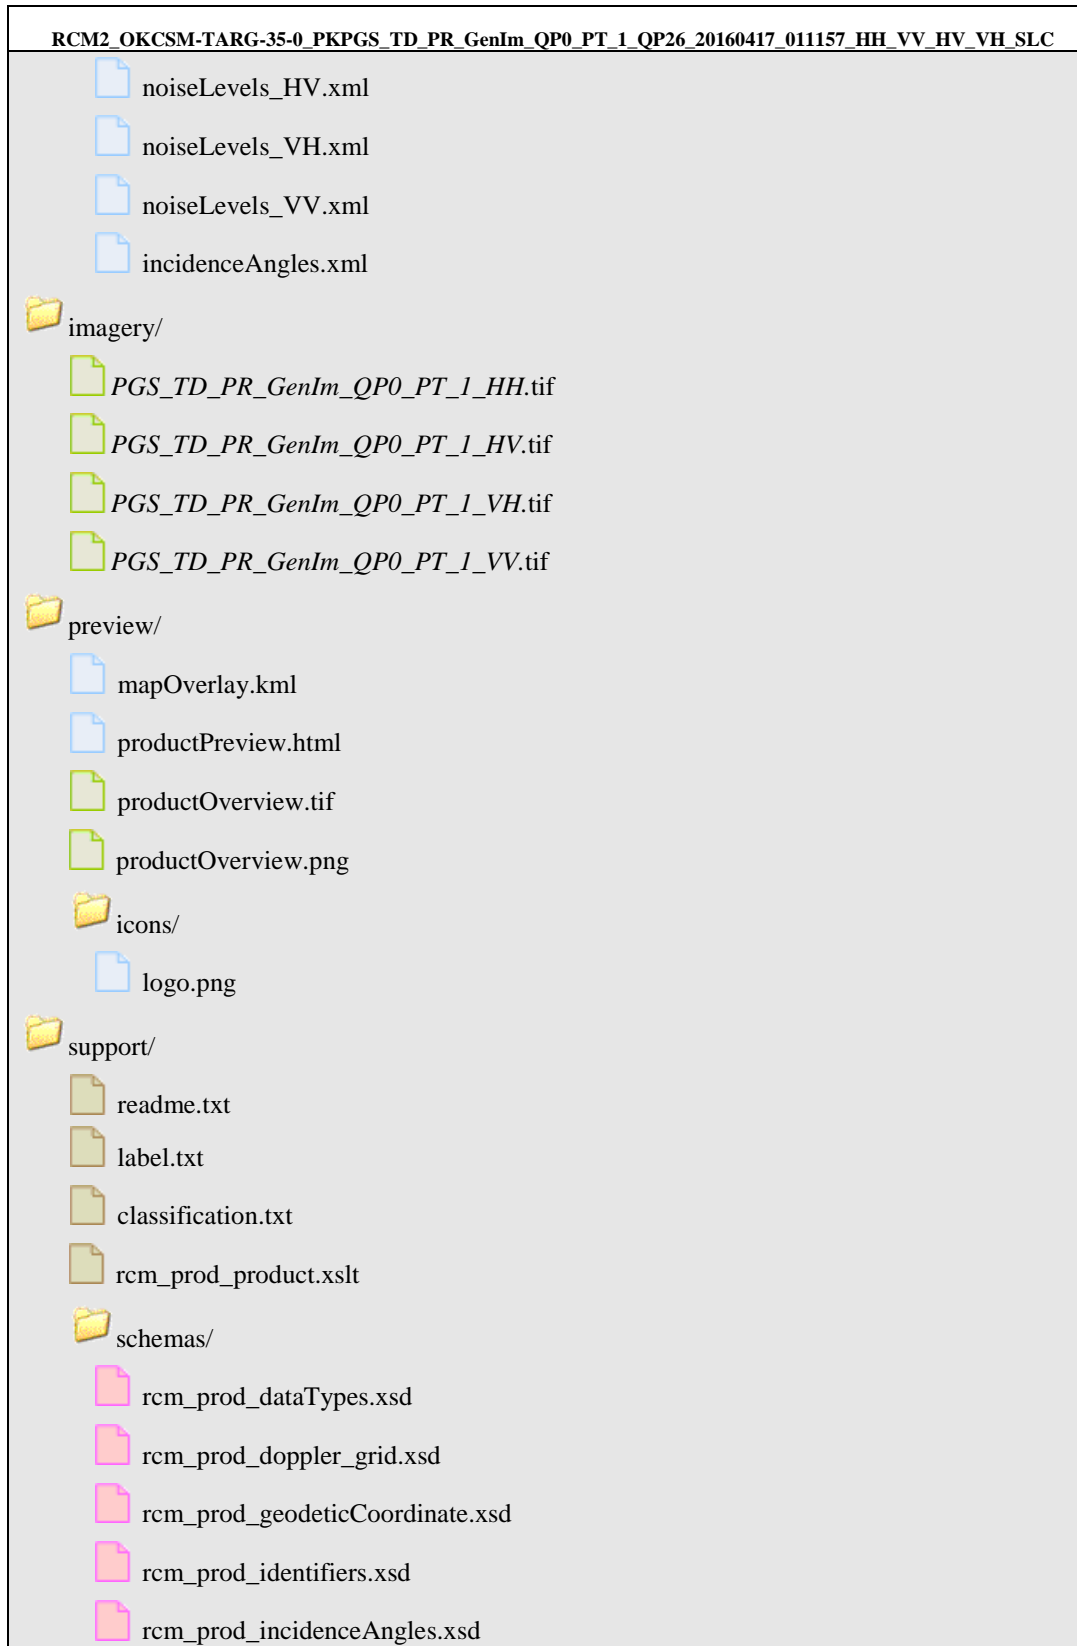 RCM2_OKCSM-TARG-35-0_PKPGS_TD_PR_GenIm_QP0_PT_1_QP26_20160417_011157_HH_VV_HV_VH_SLC
noiseLevels_HV.xml
noiseLevels_VH.xml
noiseLevels_VV.xml
incidenceAngles.xml
imagery/
PGS_TD_PR_GenIm_QP0_PT_1_HH.tif
PGS_TD_PR_GenIm_QP0_PT_1_HV.tif
PGS_TD_PR_GenIm_QP0_PT_1_VH.tif
PGS_TD_PR_GenIm_QP0_PT_1_VV.tif
preview/
mapOverlay.kml
productPreview.html
productOverview.tif
productOverview.png
icons/
logo.png
support/
readme.txt
label.txt
classification.txt
rcm_prod_product.xslt
schemas/
rcm_prod_dataTypes.xsd
rcm_prod_doppler_grid.xsd
rcm_prod_geodeticCoordinate.xsd
rcm_prod_identifiers.xsd
rcm_prod_incidenceAngles.xsd